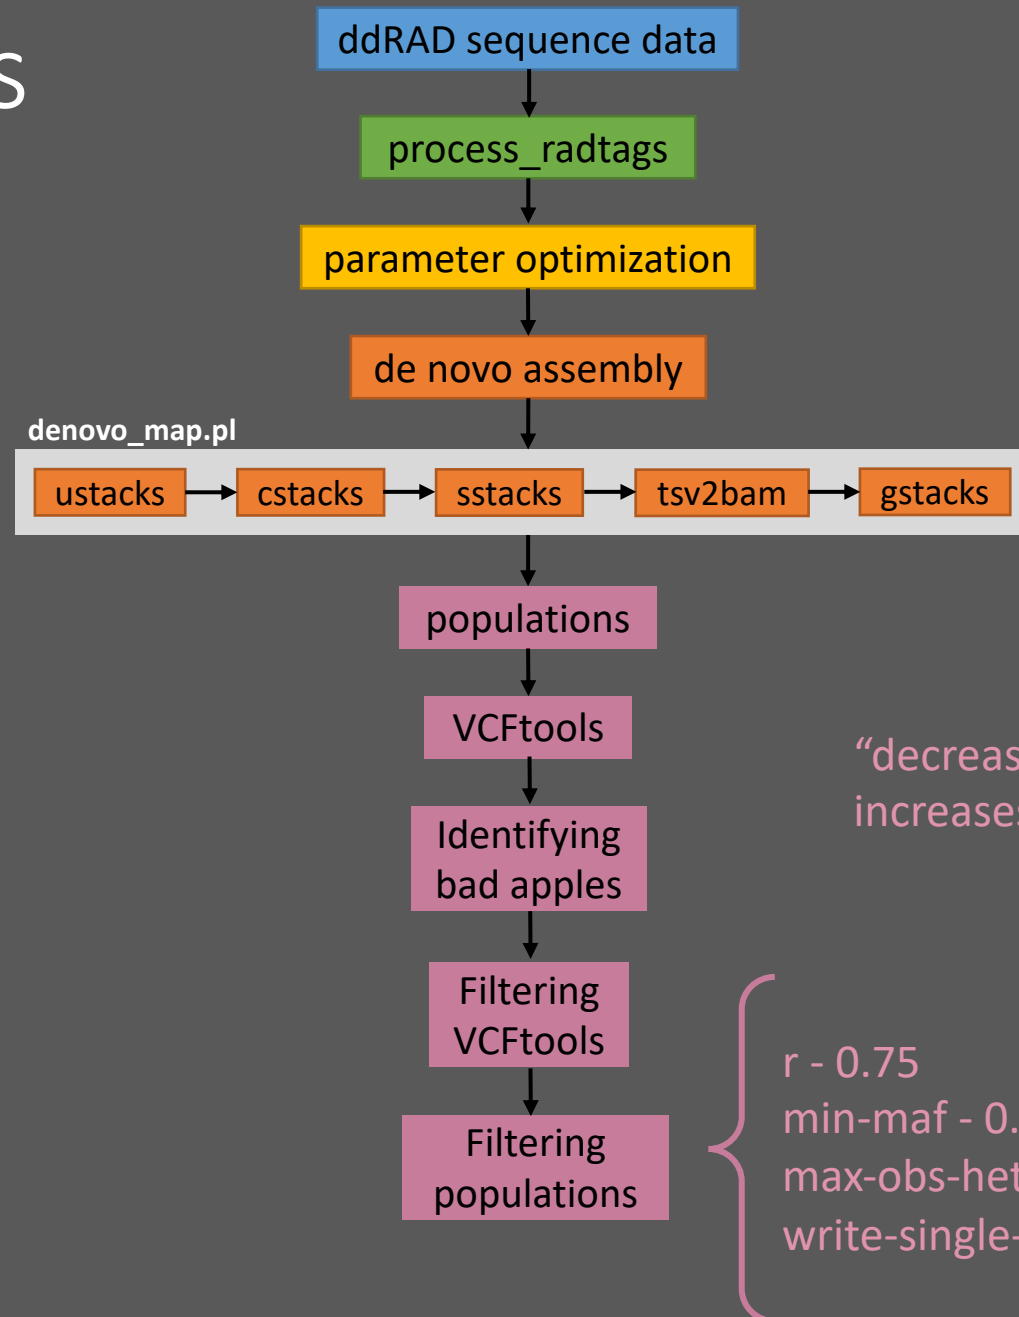 s
ddRAD sequence data
process_radtags
parameter optimization
de novo assembly
denovo_map.pl
ustacks cstacks sstacks tsv2bam gstacks
populations
VCFtools
“decreas
increases
Identifying
bad apples
Filtering
VCFtools
Filtering
populations
r - 0.75
min-maf - 0.
max-obs-het
write-single-